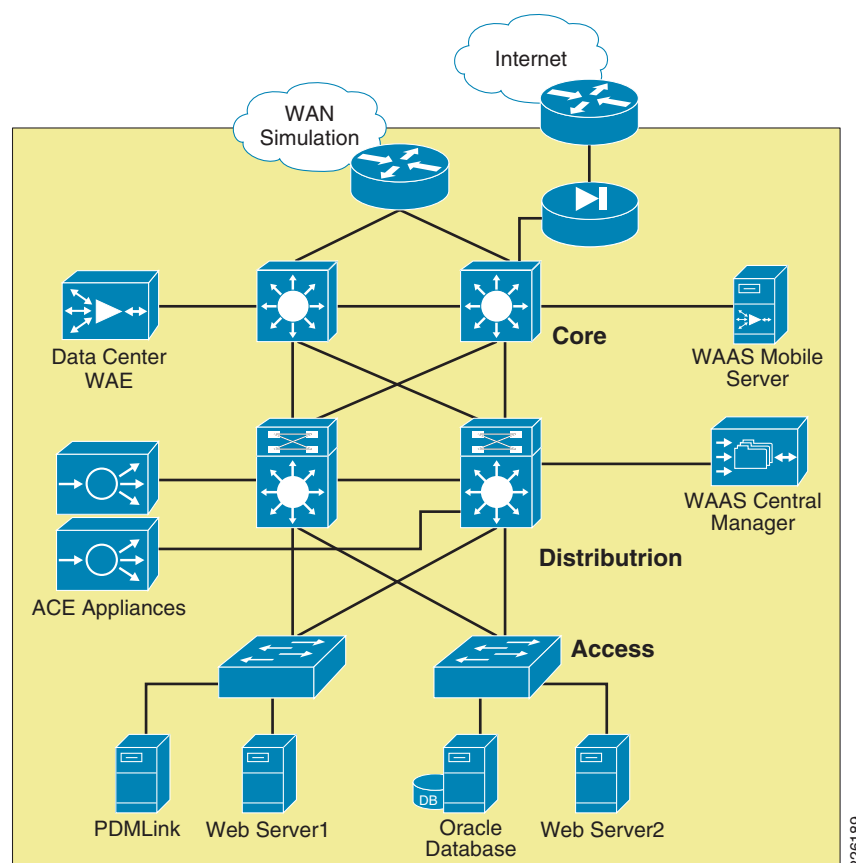 Internet
WAN
Simulation
Data Center
WAE
Core
WAAS Mobile
Server
WAAS Central
Manager
ACE Appliances
Distributrion
Access
PDMLink
Web Server1
DB
Oracle
Database
Web Server2